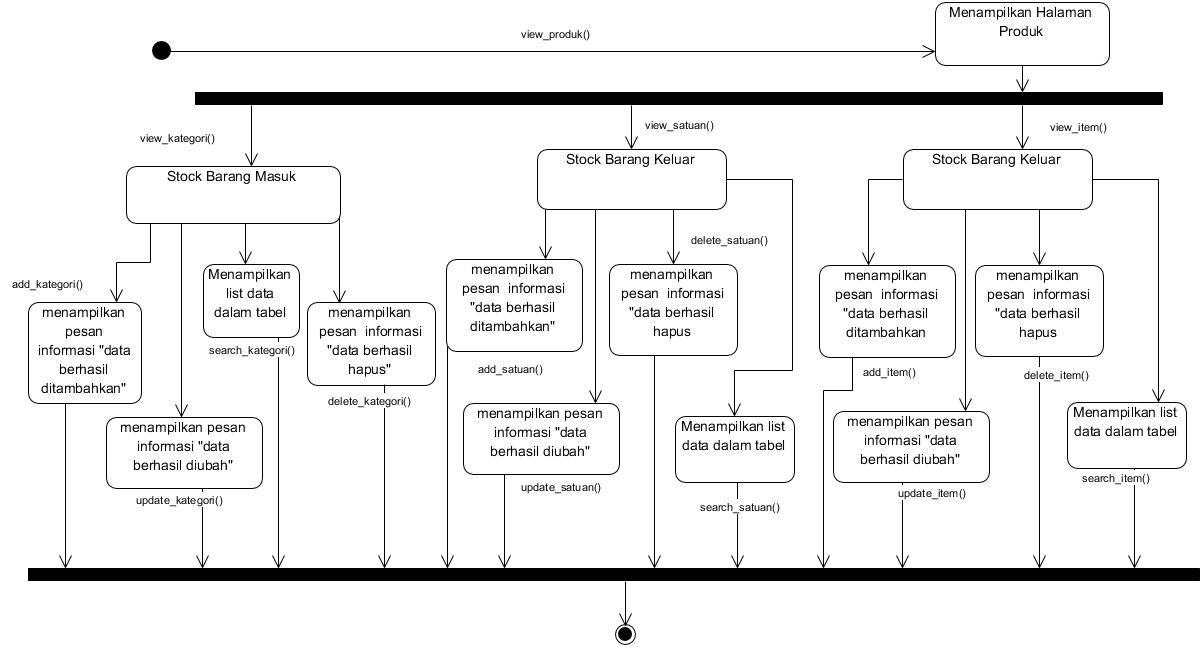 Menampilkan Halaman
Produk
view_produk()
view_kategori()
view_satuan()
view_item()
Stock Barang Masuk
Stock Barang Keluar
Stock Barang Keluar
add_kategori()
menampilkan
pesan
informasi "data
berhasil
ditambahkan"
menampilkan pesan
informasi "data
berhasil diubah"
update_kategori()
Menampilkan
list data
dalam tabel
search_kategori()
menampilkan
pesan informasi
"data berhasil
hapus"
delete_kategori()
menampilkan
pesan informasi
"data berhasil
ditambahkan"
add_satuan()
menampilkan pesan
informasi "data
berhasil diubah"
update_satuan()
delete_satuan()
menampilkan
pesan informasi
"data berhasil
hapus
Menampilkan list
data dalam tabel
search_satuan()
menampilkan
pesan informasi
"data berhasil
ditambahkan
add_item()
menampilkan pesan
informasi "data
berhasil diubah"
update_item()
menampilkan
pesan informasi
"data berhasil
hapus
delete_item()
Menampilkan list
data dalam tabel
search_item()